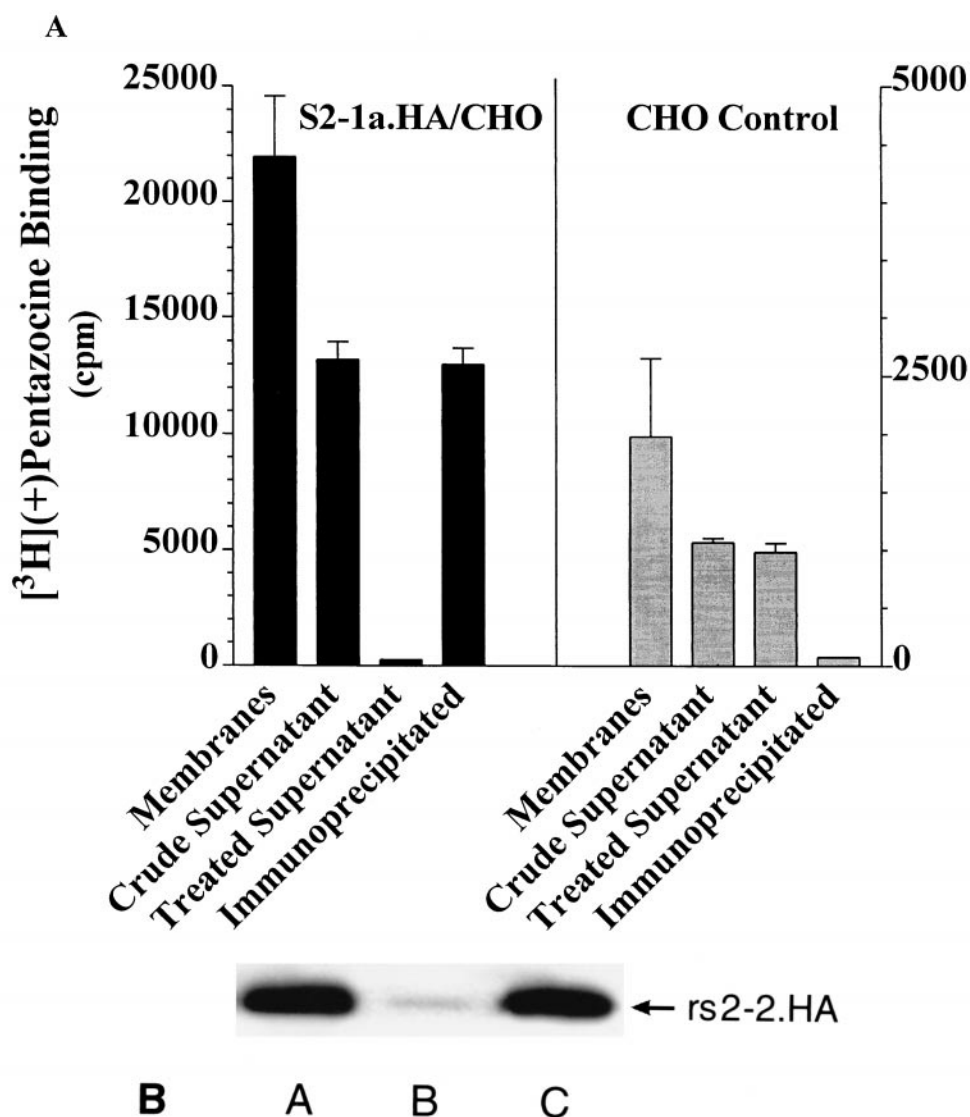 A
S2-1a.HA/CHO
CHO Control
[³H](+)Pentazocine Binding
(cpm)
25000
20000
15000
10000
5000
0
5000
2500
0
Membranes
Crude Supernatant
Treated Supernatant
Immunoprecipitated
Membranes
Crude Supernatant
Treated Supernatant
Immunoprecipitated
rs2-2.HA
B
A
B
C